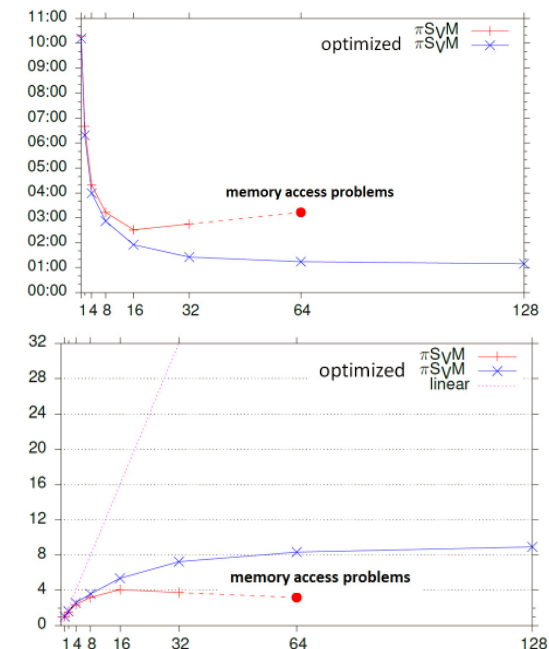 11:00
πSVM
10:00
optimized πSVM
09:00
08:00
07:00
06:00
05:00
04:00
memory access problems
03:00
02:00
01:00
00:00
1 4 8 16 32 64 128
32
πSVM
28
optimized πSVM
linear
24
20
16
12
8
memory access problems
4
0
1 4 8 16 32 64 128